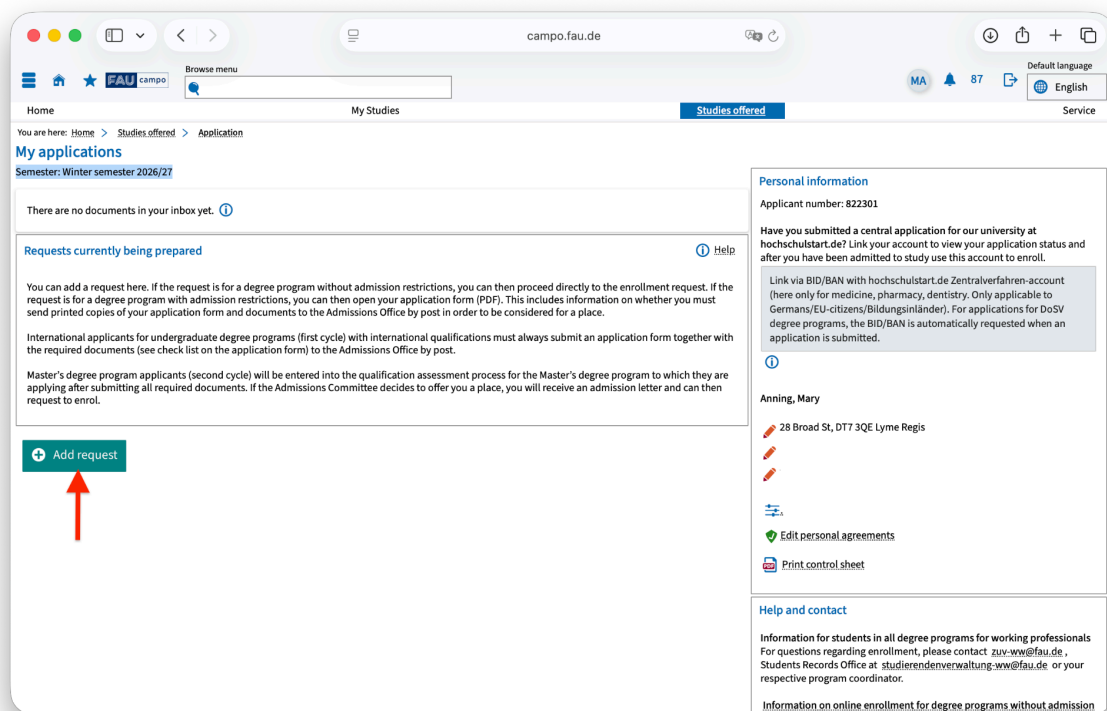 campo.fau.de
Browse menu
FAU campo
MA
87
Default language
English
Home
My Studies
Studies offered
Service
You are here: Home > Studies offered > Application
My applications
Semester: Winter semester 2026/27
There are no documents in your inbox yet.
Requests currently being prepared
Help
You can add a request here. If the request is for a degree program without admission restrictions, you can then proceed directly to the enrollment request. If the
request is for a degree program with admission restrictions, you can then open your application form (PDF). This includes information on whether you must
send printed copies of your application form and documents to the Admissions Office by post in order to be considered for a place.
International applicants for undergraduate degree programs (first cycle) with international qualifications must always submit an application form together with
the required documents (see check list on the application form) to the Admissions Office by post.
Master's degree program applicants (second cycle) will be entered into the qualification assessment process for the Master's degree program to which they are
applying after submitting all required documents. If the Admissions Committee decides to offer you a place, you will receive an admission letter and can then
request to enrol.
Add request
Personal information
Applicant number: 822301
Have you submitted a central application for our university at
hochschulstart.de? Link your account to view your application status and
after you have been admitted to study use this account to enroll.
Link via BID/BAN with hochschulstart.de Zentralverfahren-account
(here only for medicine, pharmacy, dentistry. Only applicable to
Germans/EU-citizens/Bildungsinländer). For applications for DoSV
degree programs, the BID/BAN is automatically requested when an
application is submitted.
Anning, Mary
28 Broad St, DT7 3QE Lyme Regis
Edit personal agreements
PDF
Print control sheet
Help and contact
Information for students in all degree programs for working professionals
For questions regarding enrollment, please contact zuv-ww@fau.de ,
Students Records Office at studierendenverwaltung-ww@fau.de or your
respective program coordinator.
Information on online enrollment for degree programs without admission